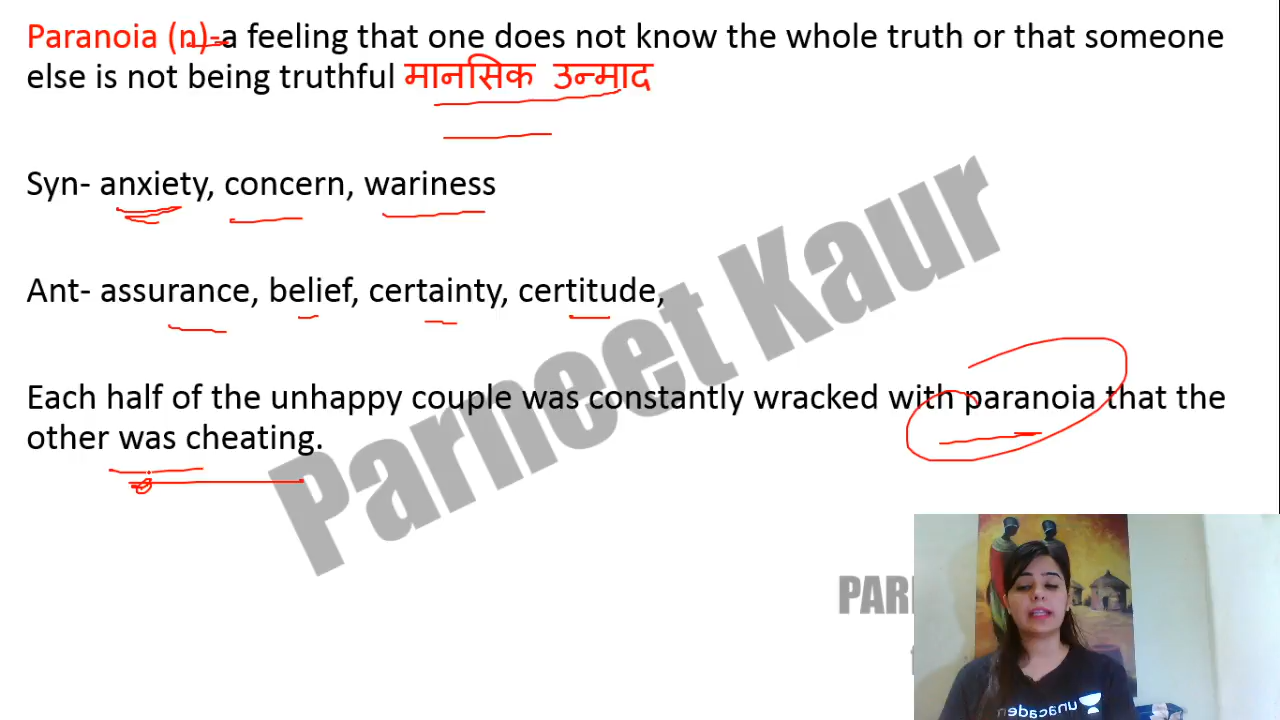 Paranoia (n)-a feeling that one does not know the whole truth or that someone
else is not being truthful मानसिक उन्माद
Syn- anxiety, concern, wariness
Ant- assurance, belief, certainty, certitude,
Each half of the unhappy couple was constantly wracked with paranoia that the
other was cheating.
Parneet Kaur